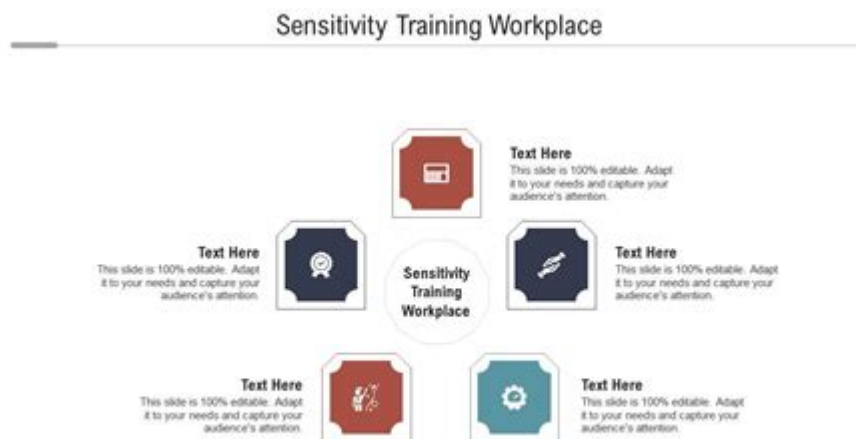 Sensitivity Training Workplace
Text Here
This slide is 100% editable. Adapt
it to your needs and capture your
audience's attention.
Text Here
This slide is 100% editable. Adapt
it to your needs and capture your
audience's attention.
Sensitivity
Training
Workplace
Text Here
This slide is 100% editable. Adapt
it to your needs and capture your
audience's attention.
Text Here
This slide is 100% editable. Adapt
it to your needs and capture your
audience's attention.
Text Here
This slide is 100% editable. Adapt
it to your needs and capture your
audience's attention.